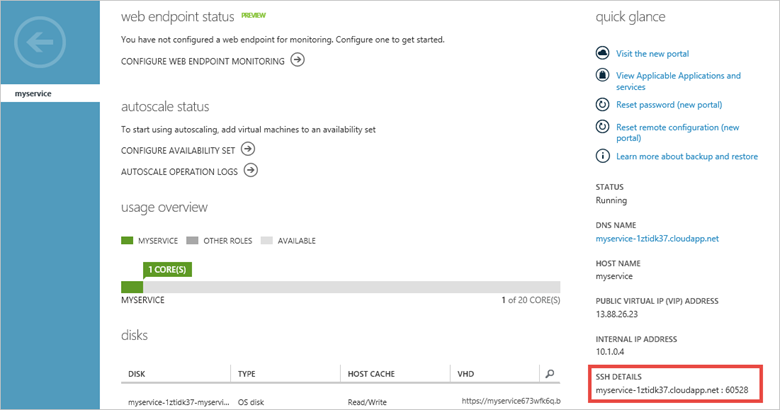 myservice
web endpoint status PREVIEW
You have not configured a web endpoint for monitoring. Configure one to get started.
CONFIGURE WEB ENDPOINT MONITORING
autoscale status
To start using autoscaling, add virtual machines to an availability set
CONFIGURE AVAILABILITY SET
AUTOSCALE OPERATION LOGS
usage overview
MYSERVICE OTHER ROLES AVAILABLE
1 CORE(S)
MYSERVICE 1 of 20 CORE(S)
disks
DISK TYPE HOST CACHE VHD
myservice-1ztidk37-myservi... OS disk Read/Write https://myservice673wfk6q.b
quick glance
Visit the new portal
View Applicable Applications and
services
Reset password (new portal)
Reset remote configuration (new
portal)
Learn more about backup and restore
STATUS
Running
DNS NAME
myservice-1ztidk37.cloudapp.net
HOST NAME
myservice
PUBLIC VIRTUAL IP (VIP) ADDRESS
13.88.26.23
INTERNAL IP ADDRESS
10.1.0.4
SSH DETAILS
myservice-1ztidk37.cloudapp.net : 60528